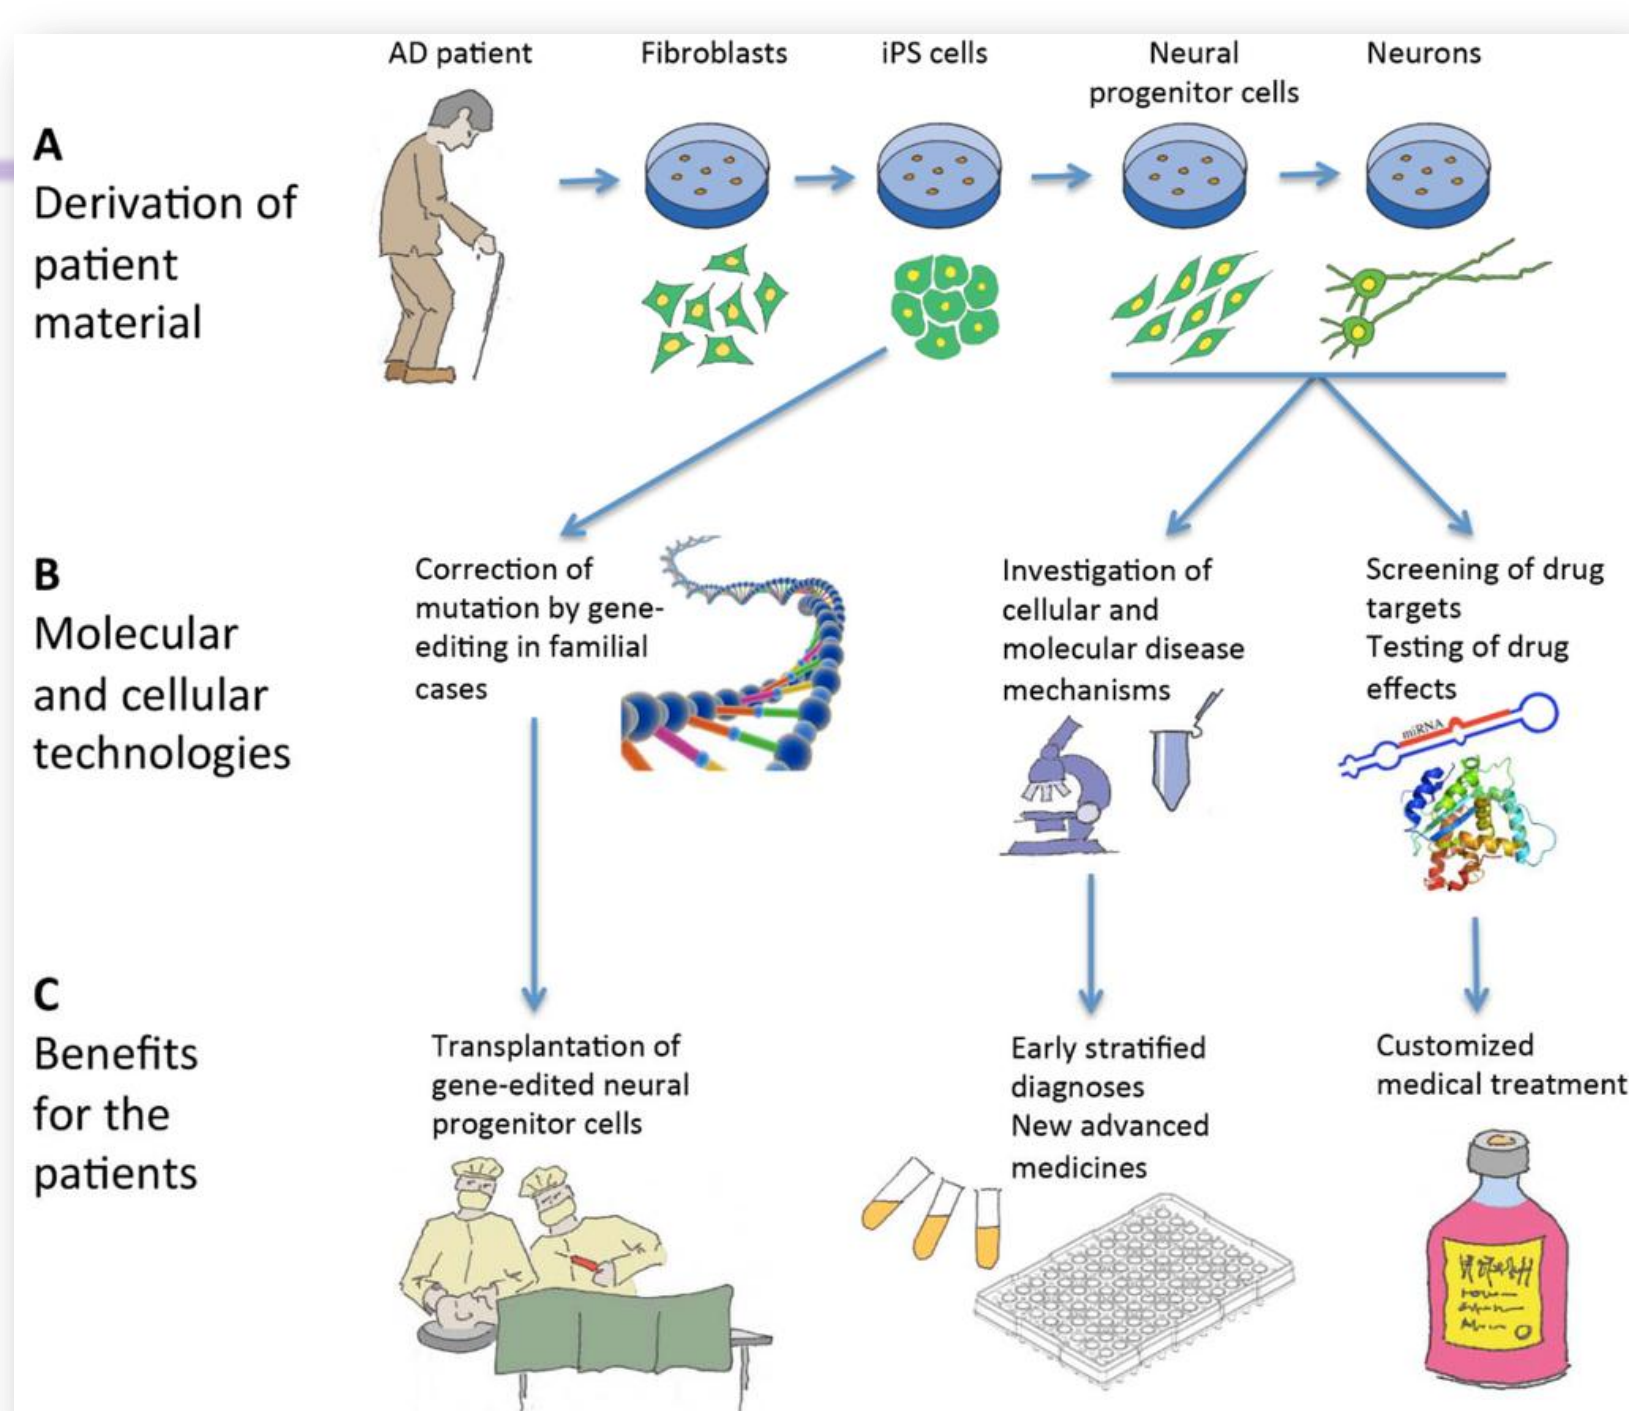 AD patient
Fibroblasts
iPS cells
Neural
progenitor cells
Neurons
A
Derivation of
patient
material
B
Molecular
and cellular
technologies
Correction of
mutation by gene-
editing in familial
cases
Investigation of
cellular and
molecular disease
mechanisms
Screening of drug
targets
Testing of drug
effects
miRNA
C
Benefits
for the
patients
Transplantation of
gene-edited neural
progenitor cells
Early stratified
diagnoses
New advanced
medicines
Customized
medical treatment